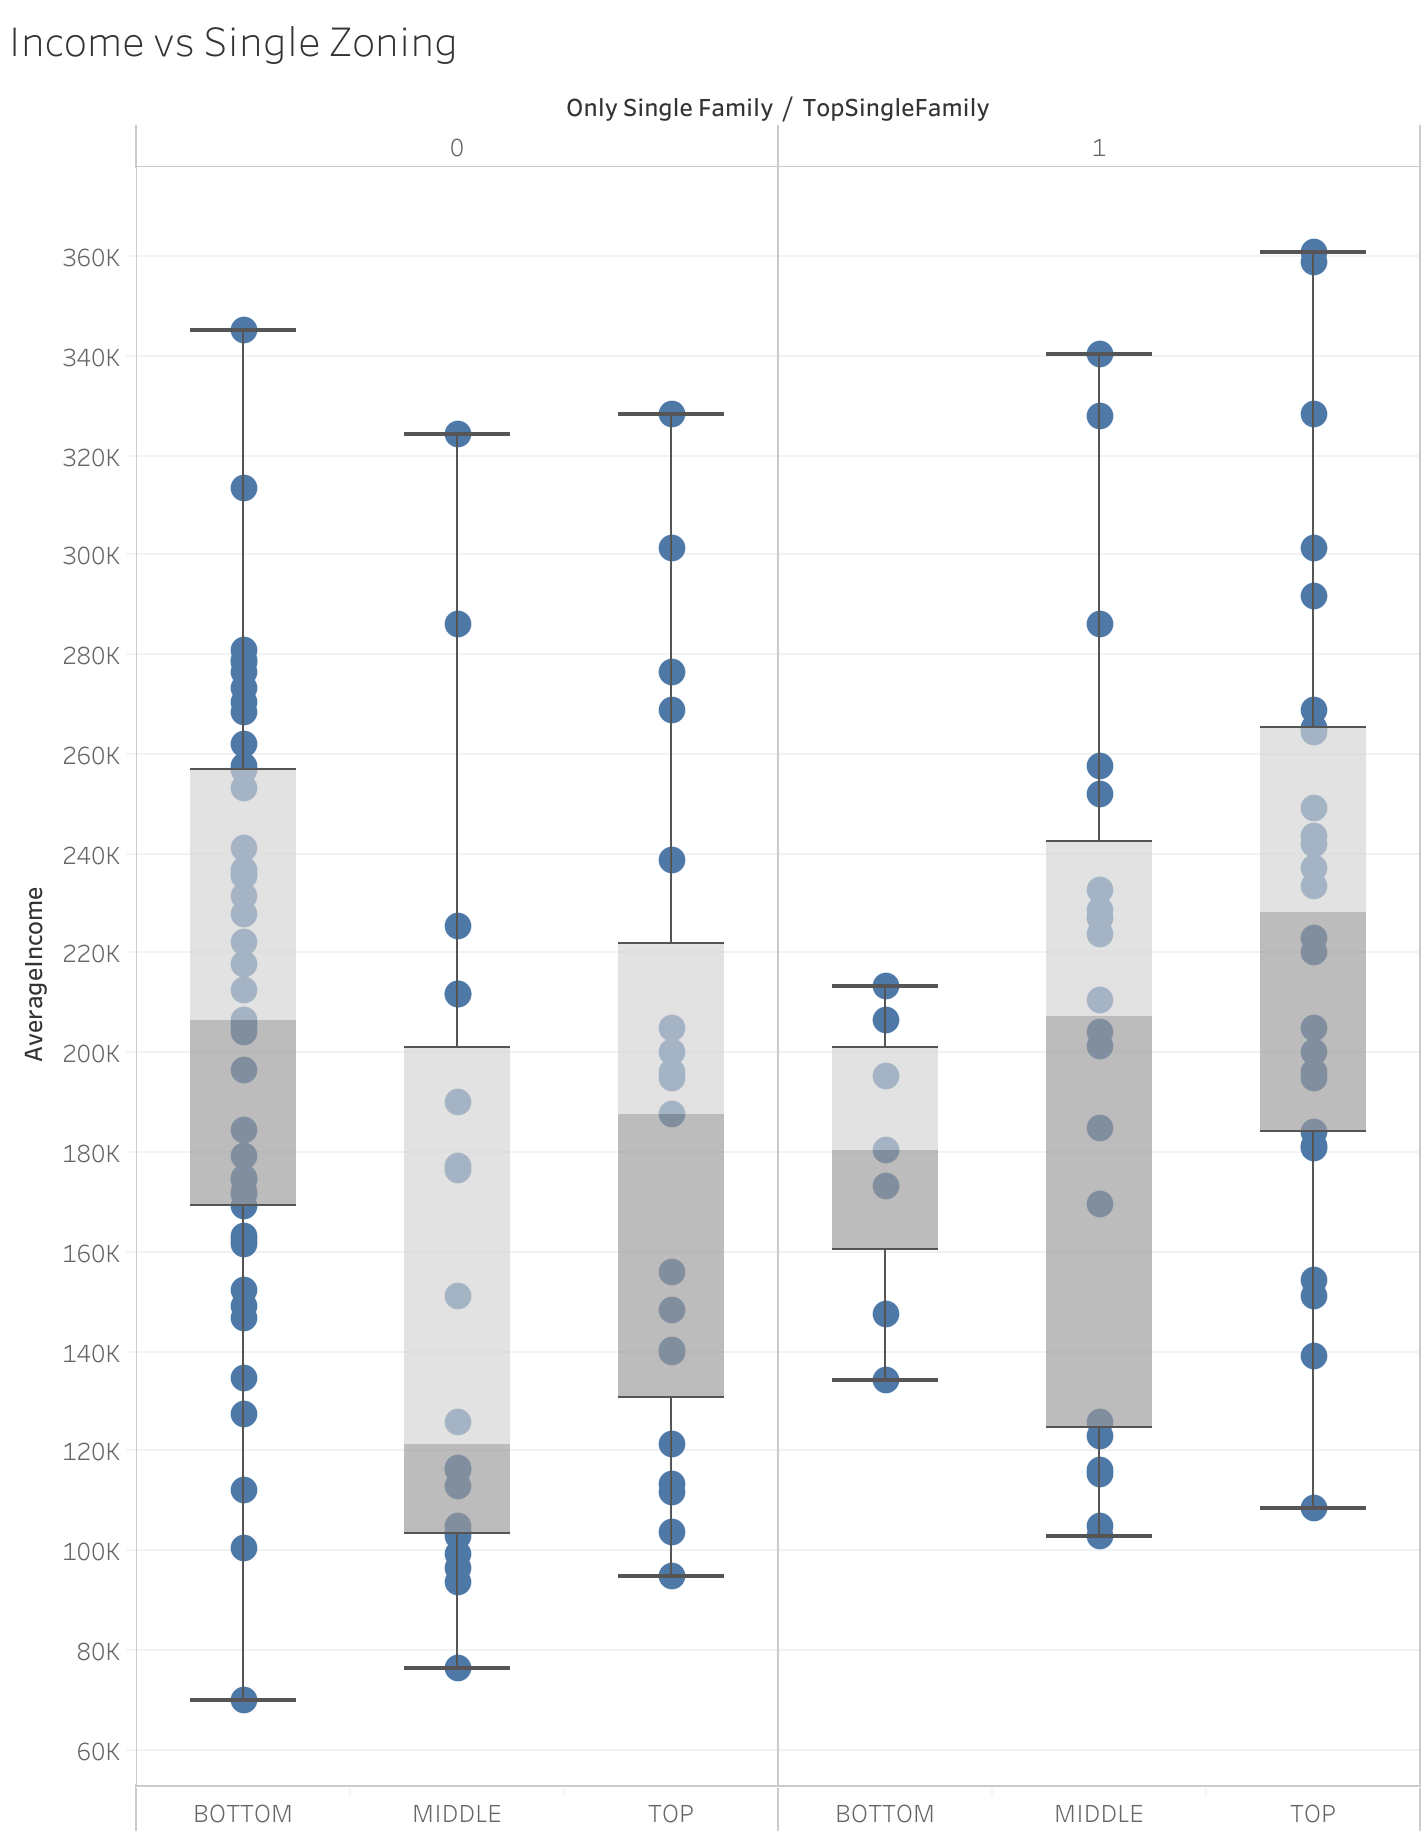 Income vs Single Zoning
Only Single Family / TopSingleFamily
0 1
360K
340K
320K
300K
280K
260K
240K
220K
200K
180K
160K
140K
120K
100K
80K
60K
AverageIncome
BOTTOM MIDDLE TOP BOTTOM MIDDLE TOP